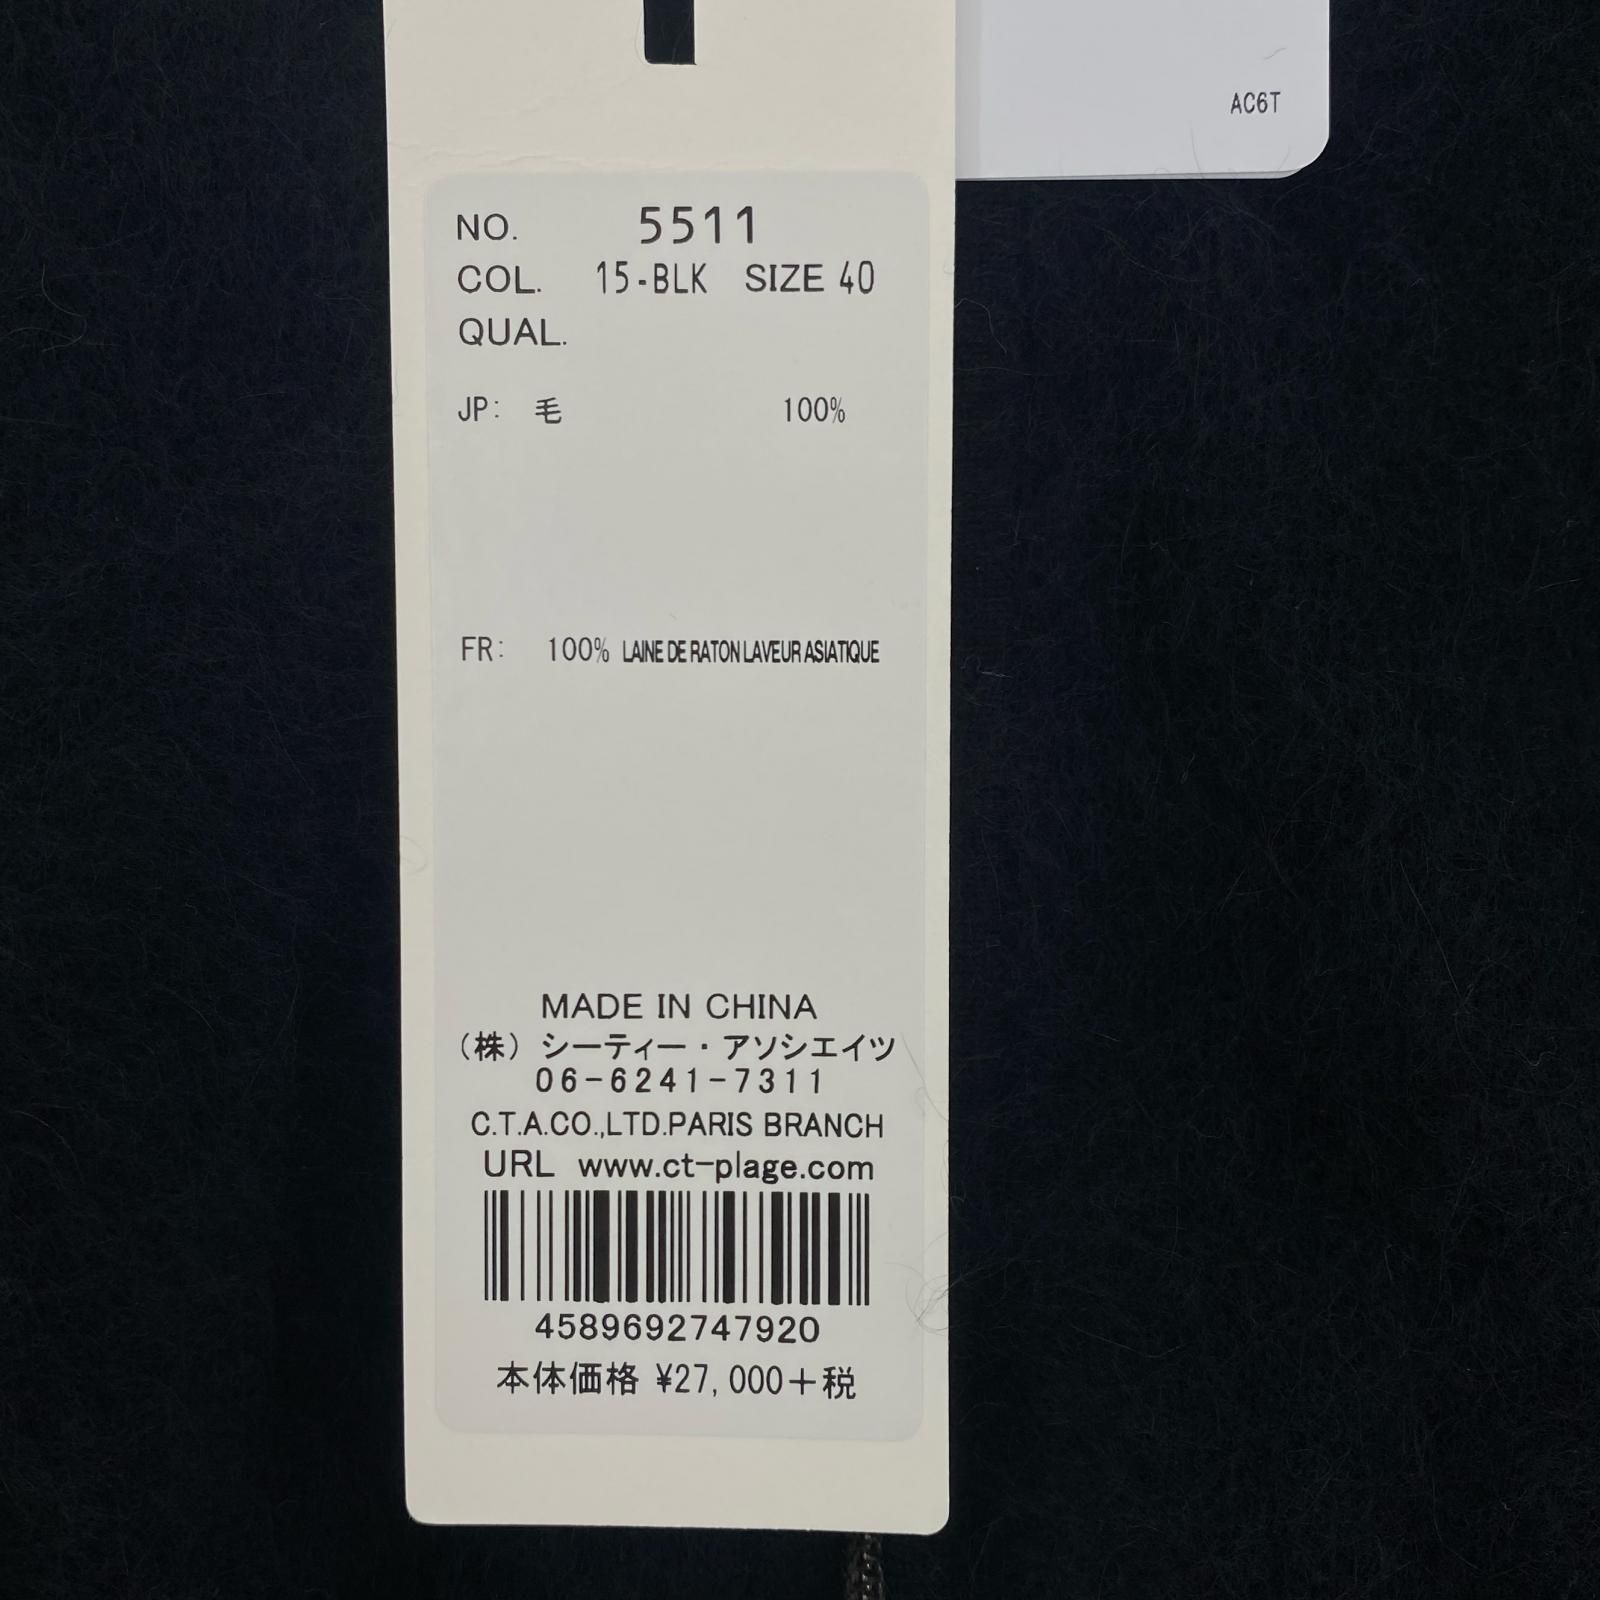 AC6T
NO. 5511
COL. 15-BLK SIZE 40
QUAL.
JP: 毛 100%
FR: 100% LAINE DE RATON LAVEUR ASIATIQUE
MADE IN CHINA
（株）シーティー・アソシエイツ
06-6241-7311
C.T.A.CO.,LTD.PARIS BRANCH
URL www.ct-plage.com
4589692747920
本体価格 ¥27,000＋税